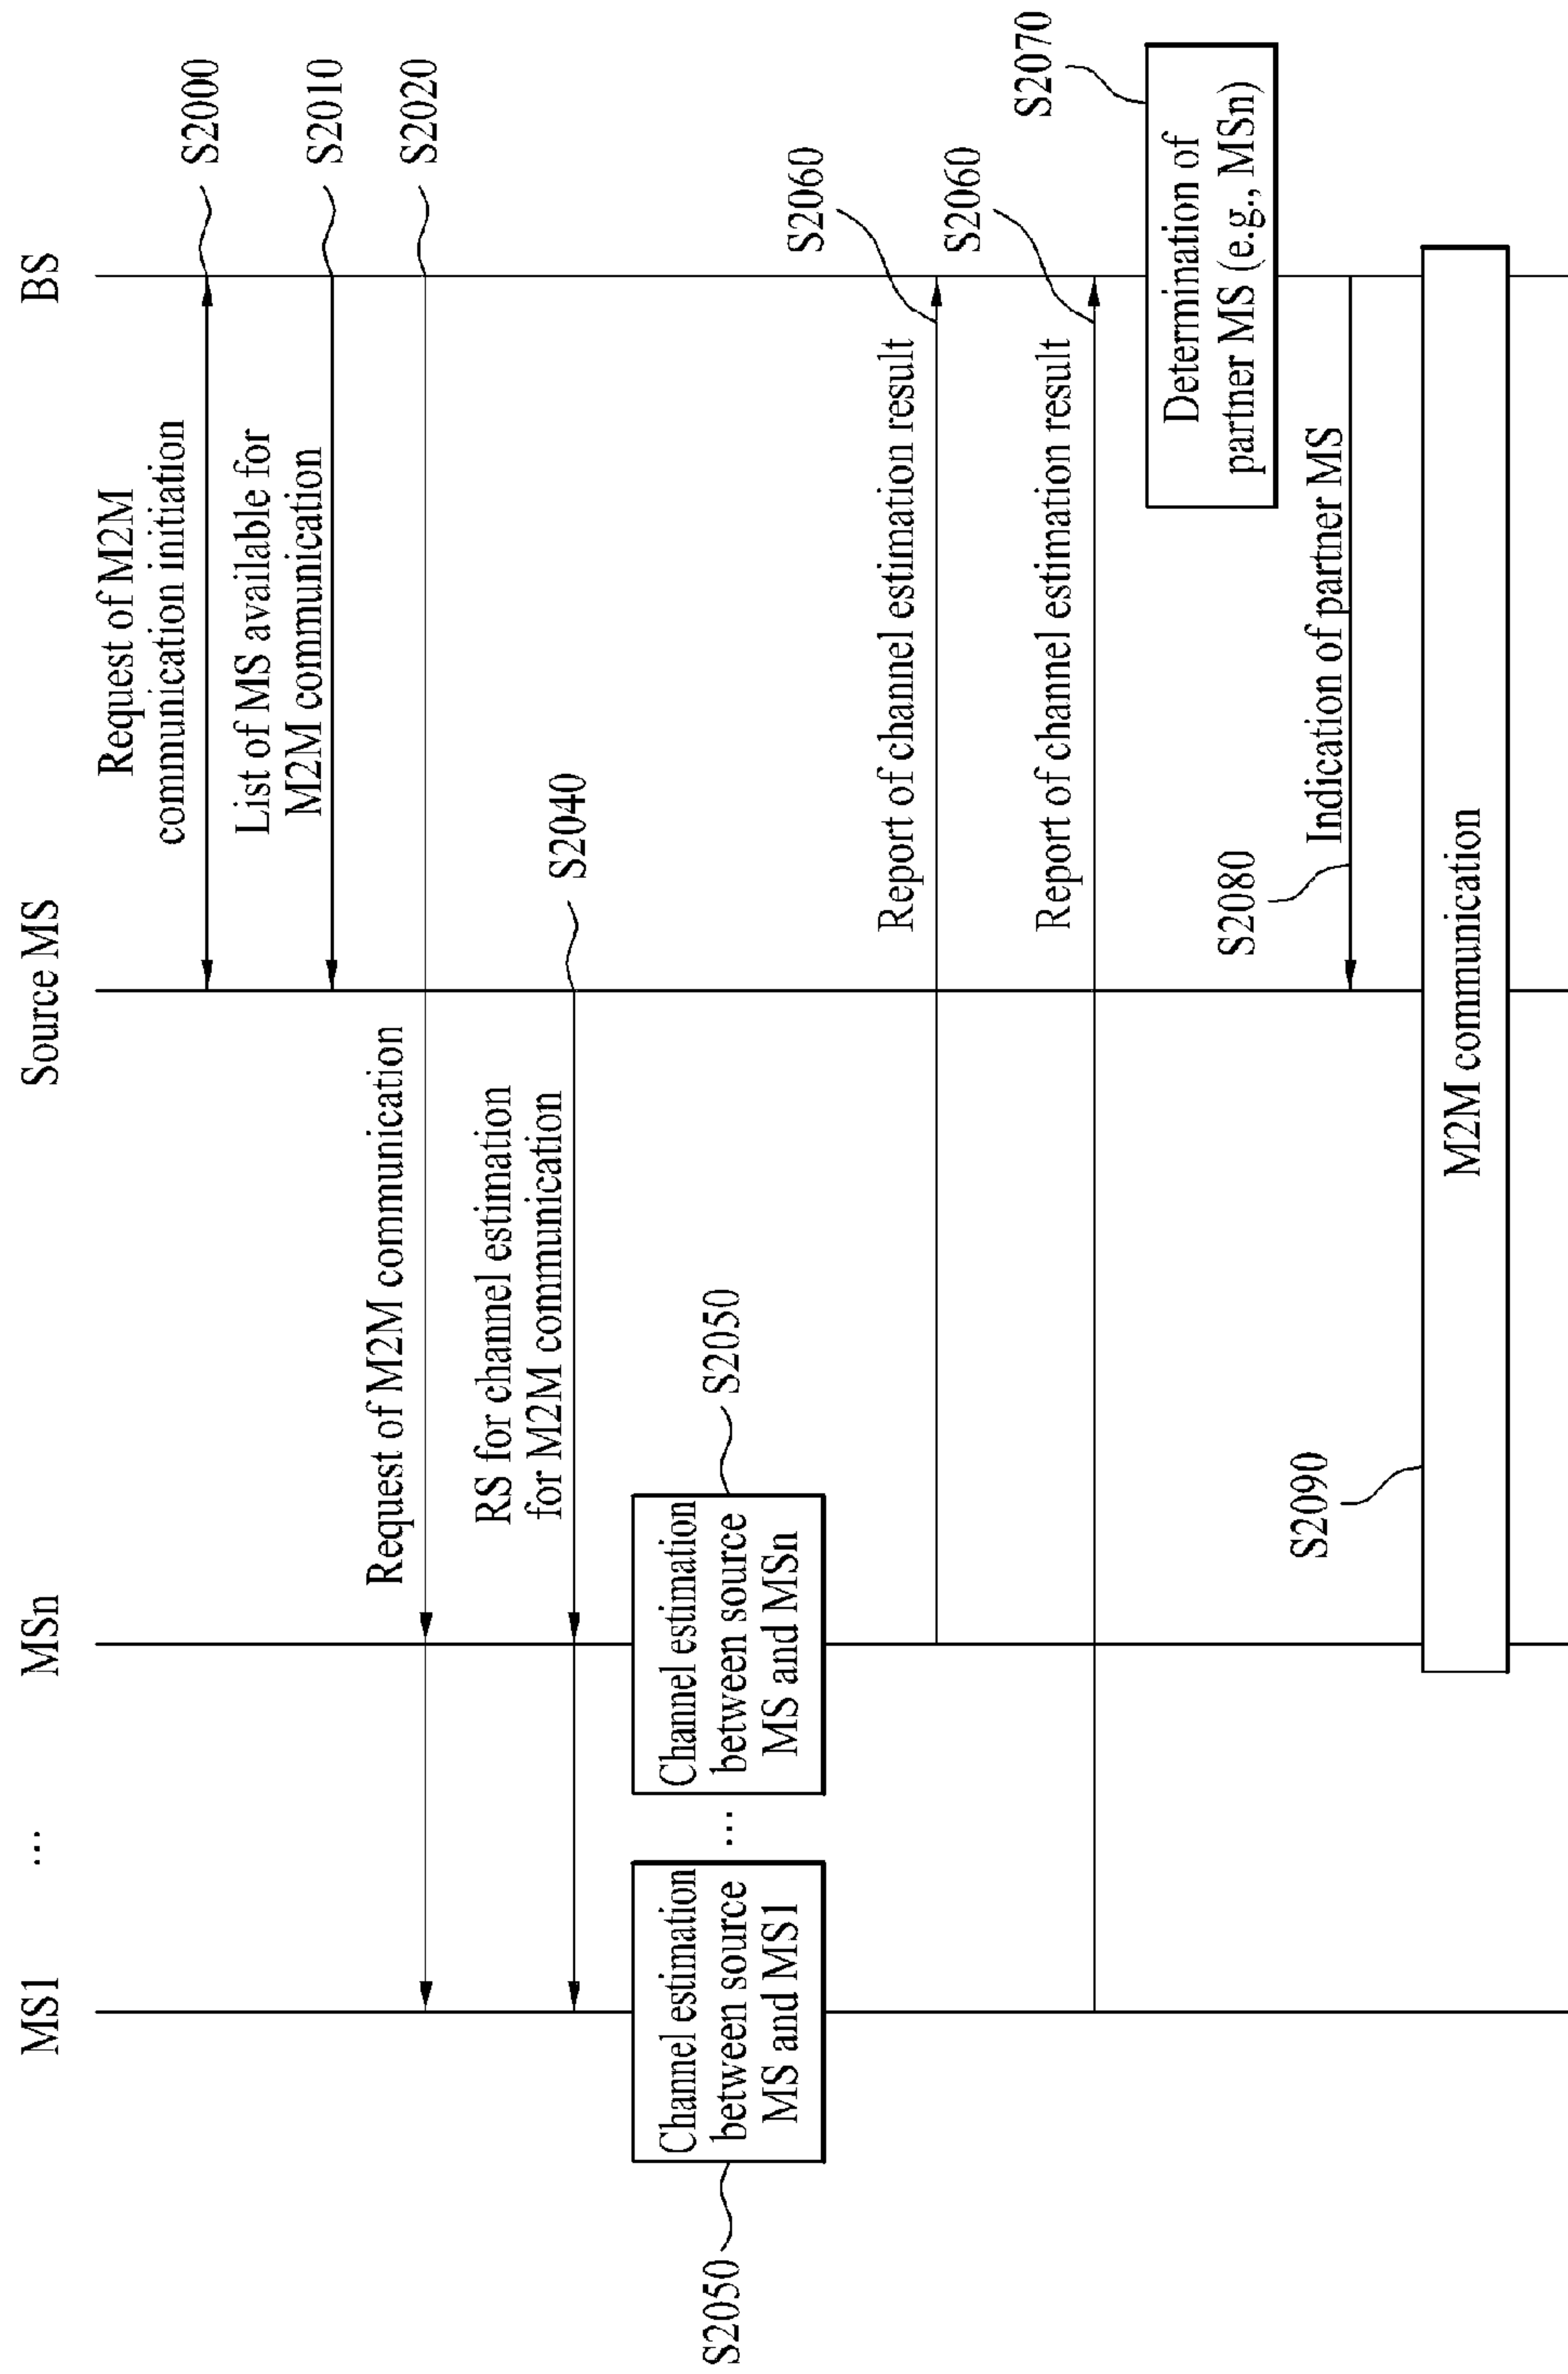 MS1
...
MSn
Source MS
BS
Request of M2M
communication initiation
S2000
List of MS available for
M2M communication
S2010
Request of M2M communication
S2020
RS for channel estimation
for M2M communication
S2040
S2050
Channel estimation
between source
MS and MS1
...
Channel estimation
between source
MS and MSn
S2050
Report of channel estimation result
S2060
Report of channel estimation result
S2060
Determination of
partner MS (e.g., MSn)
S2070
S2080
Indication of partner MS
S2090
M2M communication